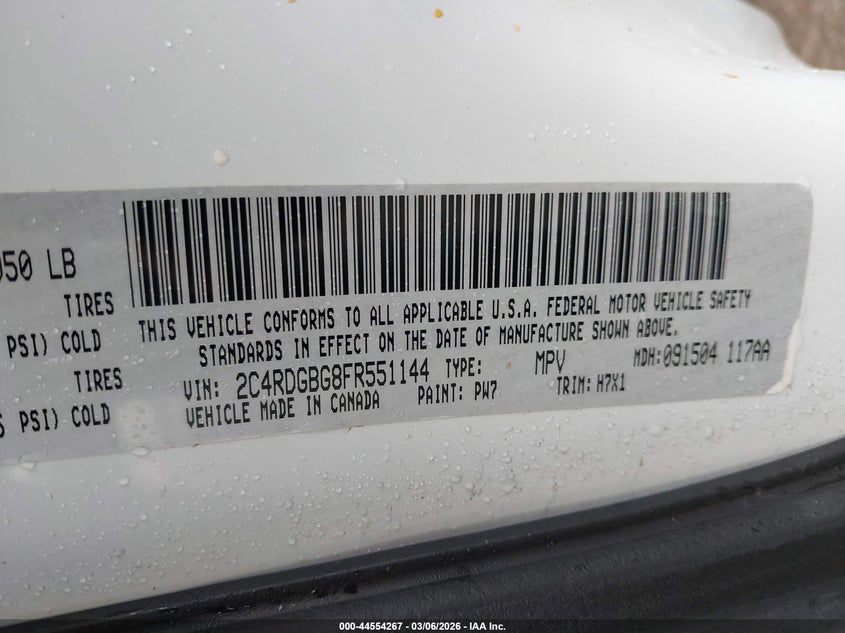 050 LB
TIRES
PSI) COLD
TIRES
PSI) COLD
THIS VEHICLE CONFORMS TO ALL APPLICABLE U.S.A. FEDERAL MOTOR VEHICLE SAFETY
STANDARDS IN EFFECT ON THE DATE OF MANUFACTURE SHOWN ABOVE.
VIN: 2C4RDGBG8FR551144 TYPE: MPV MDH:091504 117AA
VEHICLE MADE IN CANADA PAINT: PW7 TRIM: H7X1
000-44554267 - 03/06/2026 - IAA Inc.